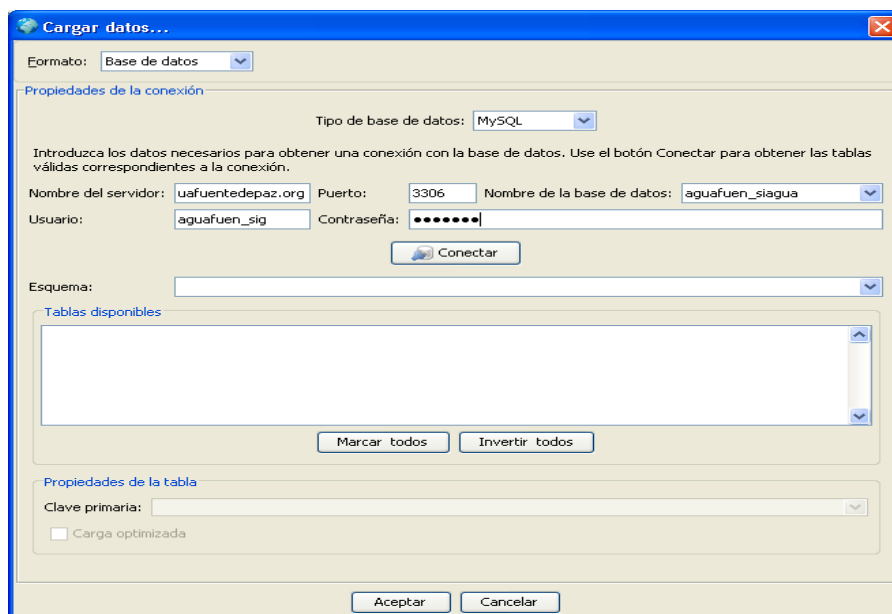 Cargar datos...
Formato: Base de datos
Propiedades de la conexión
Tipo de base de datos: MySQL
Introduzca los datos necesarios para obtener una conexión con la base de datos. Use el botón Conectar para obtener las tablas
válidas correspondientes a la conexión.
Nombre del servidor: uafuentedepaz.org Puerto: 3306 Nombre de la base de datos: aguafuen_siagua
Usuario: aguafuen_sig Contraseña: ●●●●●●●
Conectar
Esquema:
Tablas disponibles
Marcar todos Invertir todos
Propiedades de la tabla
Clave primaria:
Carga optimizada
Aceptar Cancelar